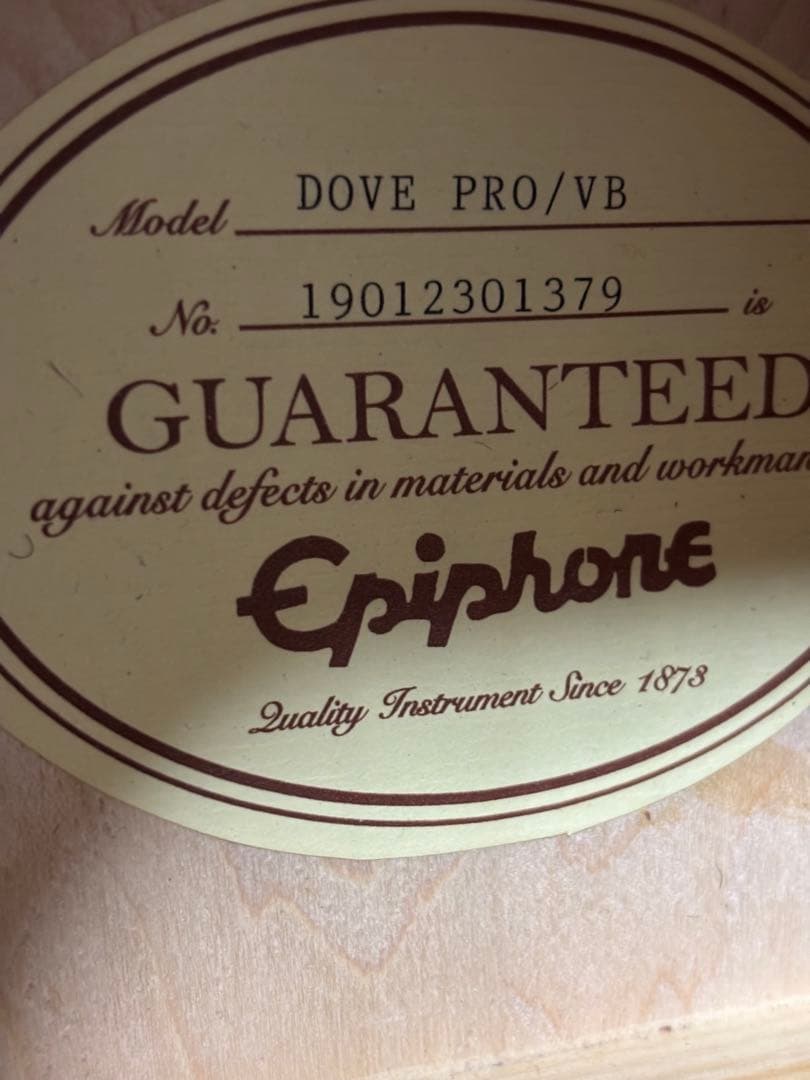 Model DOVE PRO/VB
No. 19012301379 is
GUARANTEED
against defects in materials and
Epiphone
Quality Instrument Since 1873